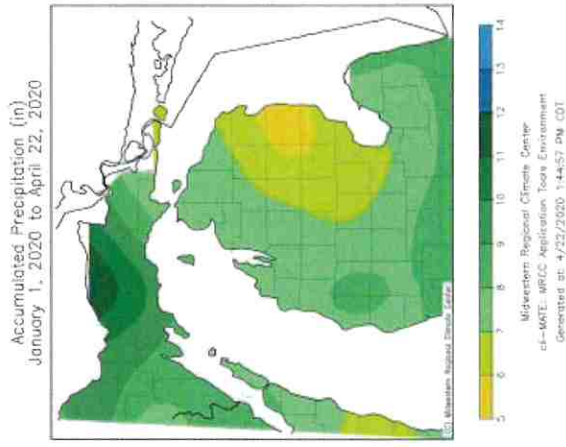 Accumulated Precipitation (in)
January 1, 2020 to April 22, 2020
(C) Midwestern Regional Climate Center
5 6 7 8 9 10 11 12 13 14
Midwestern Regional Climate Center
cli-MATE: MRCC Application Tools Environment
Generated at: 4/22/2020 1:44:57 PM CDT